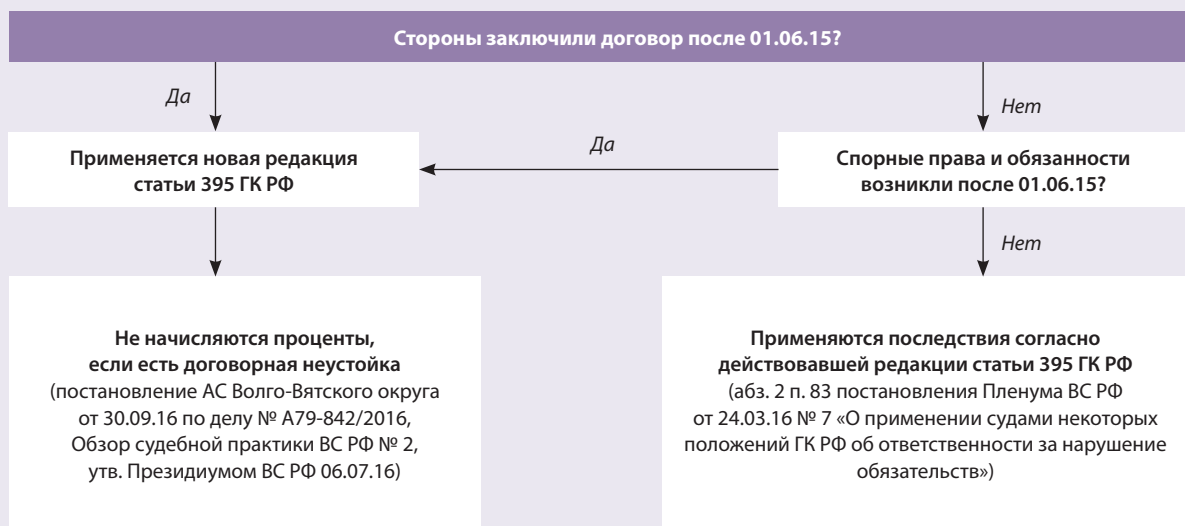 Стороны заключили договор после 01.06.15?
Да
Нет
Применяется новая редакция
статьи 395 ГК РФ
Да
Спорные права и обязанности
возникли после 01.06.15?
Нет
Не начисляются проценты,
если есть договорная неустойка
(постановление АС Волго-Вятского округа
от 30.09.16 по делу № А79-842/2016,
Обзор судебной практики ВС РФ № 2,
утв. Президиумом ВС РФ 06.07.16)
Применяются последствия согласно
действовавшей редакции статьи 395 ГК РФ
(абз. 2 п. 83 постановления Пленума ВС РФ
от 24.03.16 № 7 «О применении судами некоторых
положений ГК РФ об ответственности за нарушение
обязательств»)